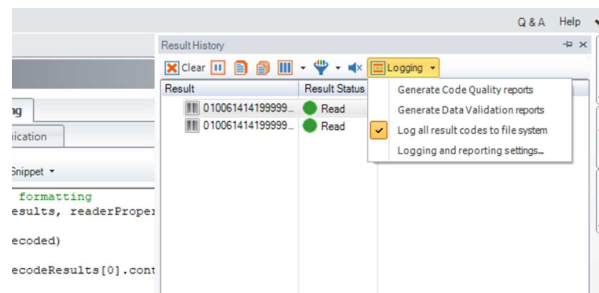 Q & A Help
Result History
Clear Logging
Result Result Status
010061414199999... Read
010061414199999... Read
Generate Code Quality reports
Generate Data Validation reports
Log all result codes to file system
Logging and reporting settings...
ng
ication
Snippet
formatting
esults, readerProper
ecoded)
ecodeResults[0].cont